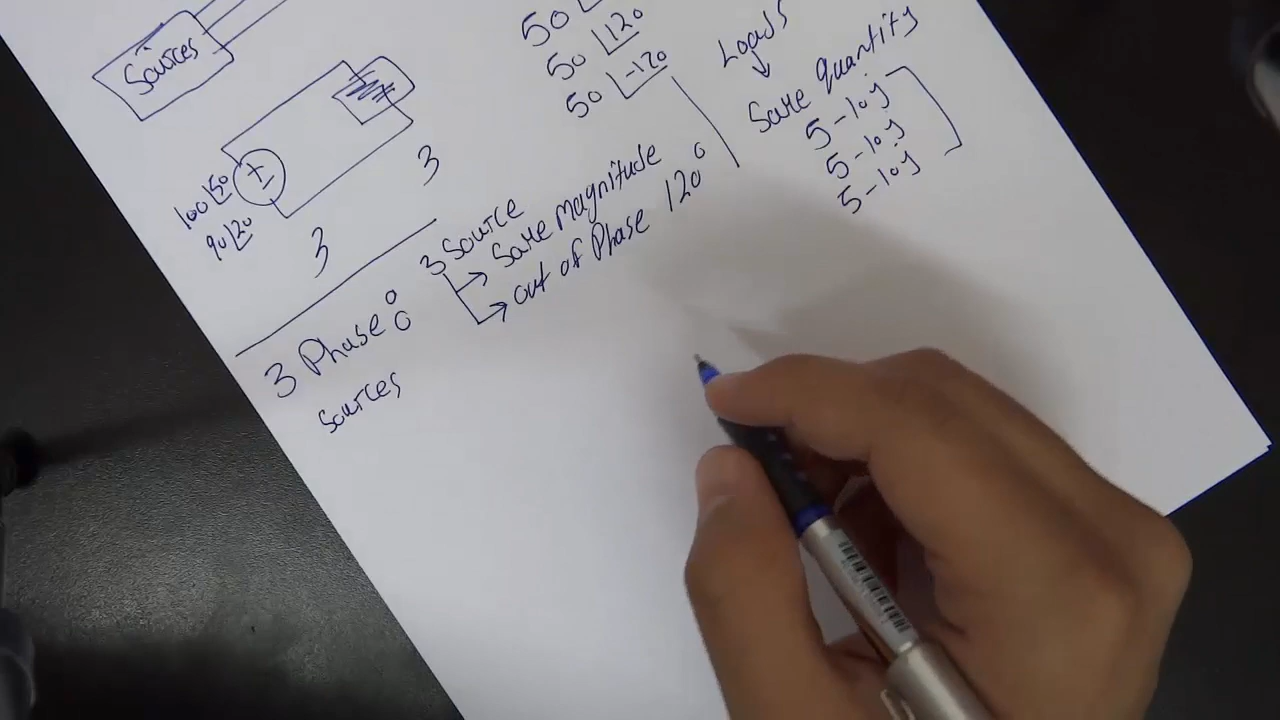 Sources
100∠50
90∠20
3
3
50∠
50∠120
50∠-120
Loads
Same quantity
5-10j
5-10j
5-10j
3 Phase:
3 Source
Same magnitude
out of Phase 120°
Sources